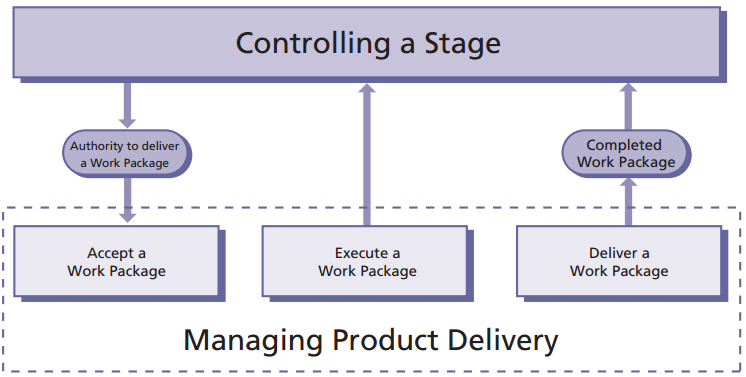 Controlling a Stage
Authority to deliver
a Work Package
Completed
Work Package
Accept a
Work Package
Execute a
Work Package
Deliver a
Work Package
Managing Product Delivery